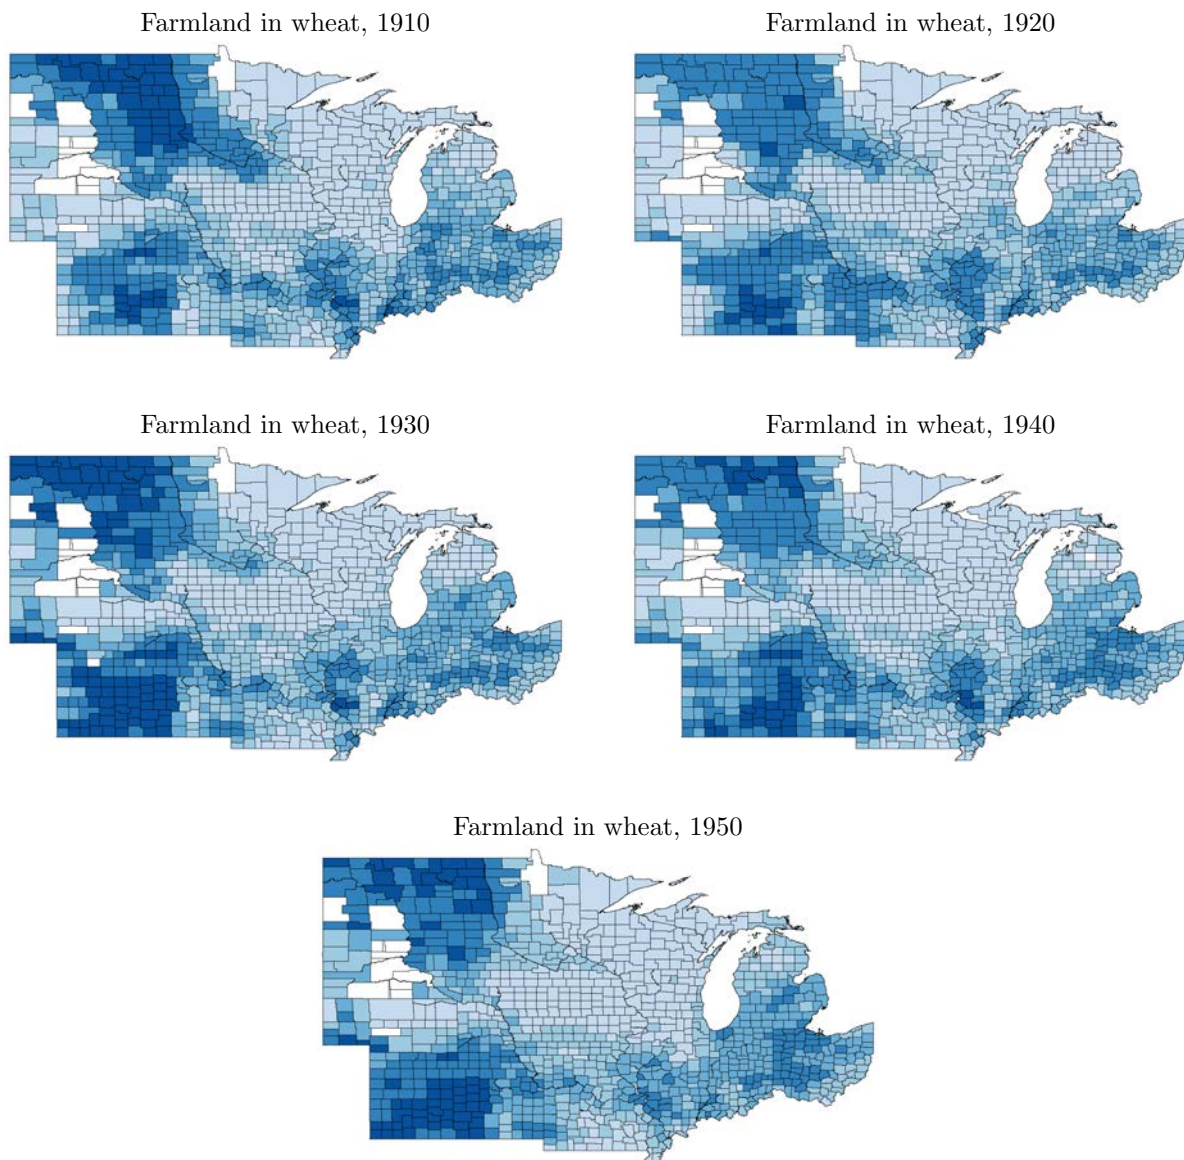 Farmland in wheat, 1910
Farmland in wheat, 1920
Farmland in wheat, 1930
Farmland in wheat, 1940
Farmland in wheat, 1950